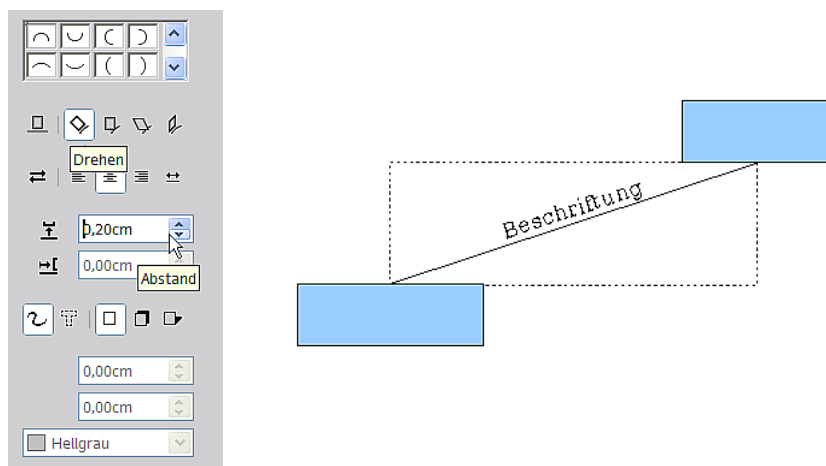 Drehen
0,20cm
0,00cm
Abstand
0,00cm
0,00cm
Hellgrau
Beschriftung